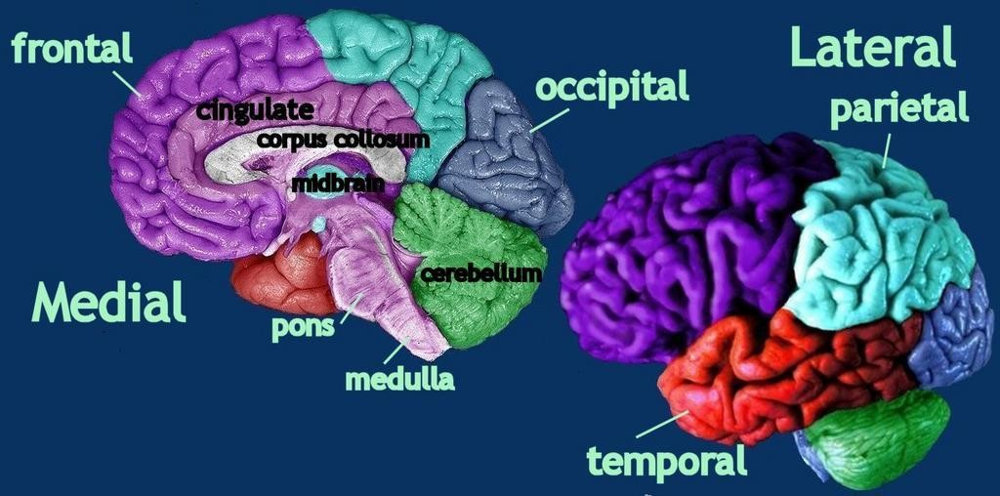 frontal
cingulate
corpus collosum
midbrain
occipital
cerebellum
Medial
pons
medulla
Lateral
parietal
temporal